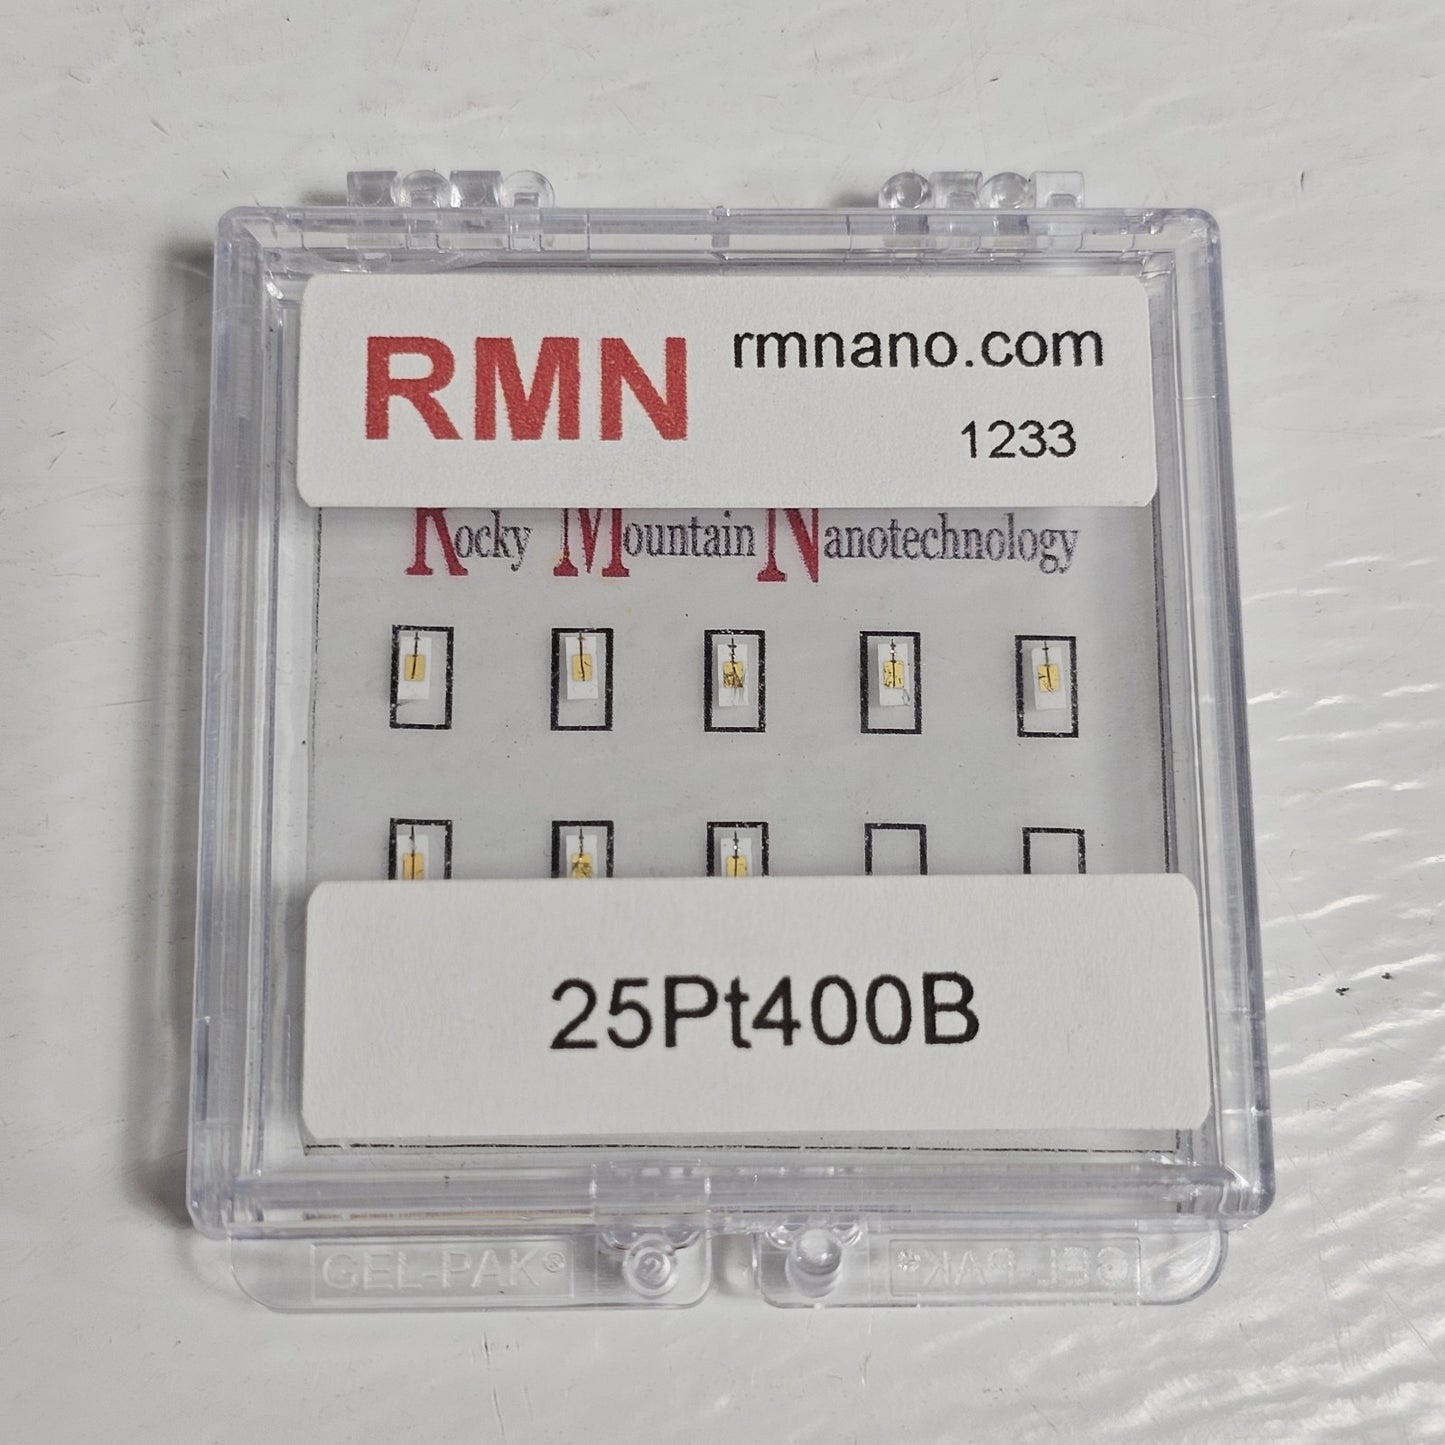 RMN rmnano.com
1233
Rocky Mountain Nanotechnology
25Pt400B
GEL-PAK® GEL-PAK®